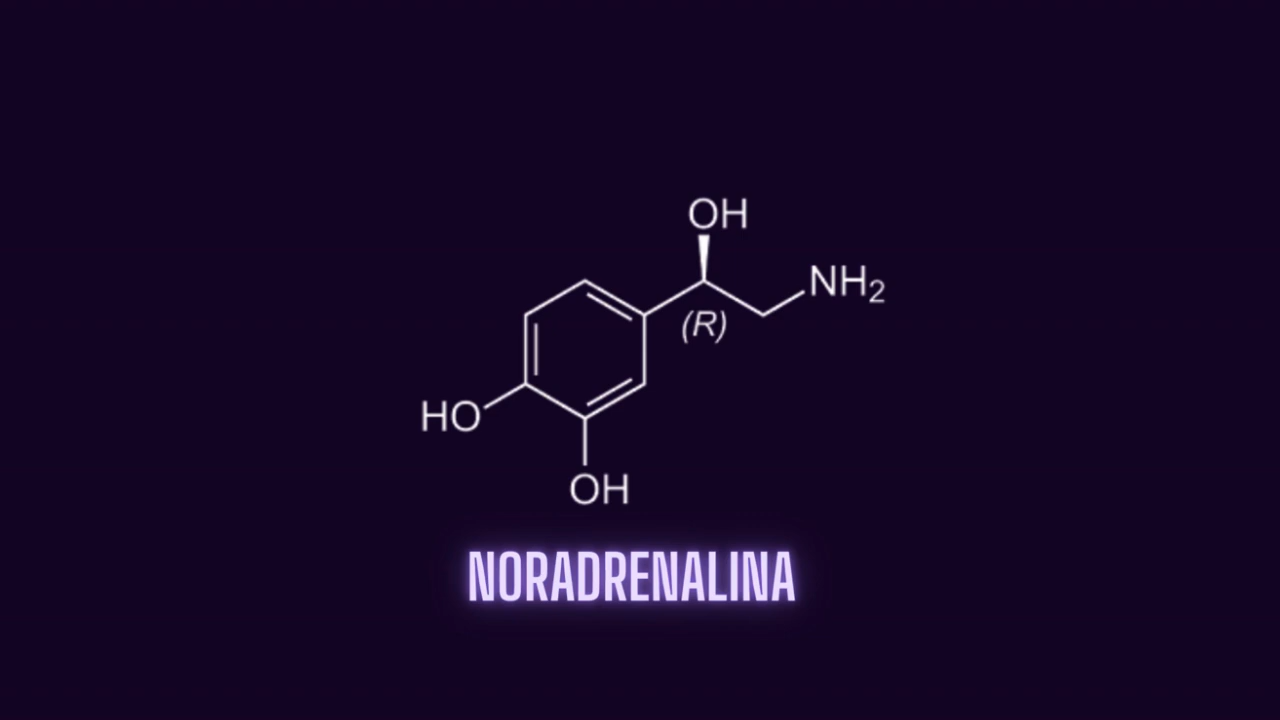 OH
NH₂
(R)
HO
OH
NORADRENALINA